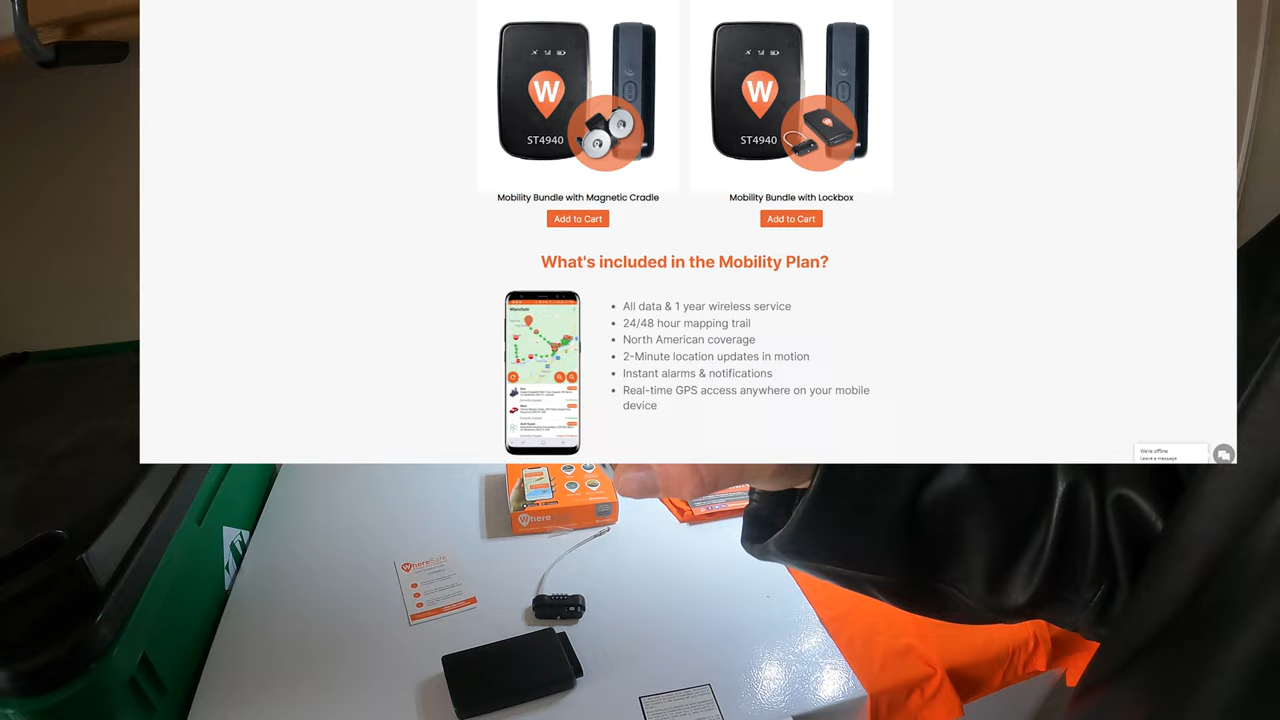 W
ST4940
W
ST4940
Mobility Bundle with Magnetic Cradle
Mobility Bundle with Lockbox
Add to Cart
Add to Cart
What's included in the Mobility Plan?
All data & 1 year wireless service
24/48 hour mapping trail
North American coverage
2-Minute location updates in motion
Instant alarms & notifications
Real-time GPS access anywhere on your mobile
device
We're offline
Leave a message
Where
WhereSafe